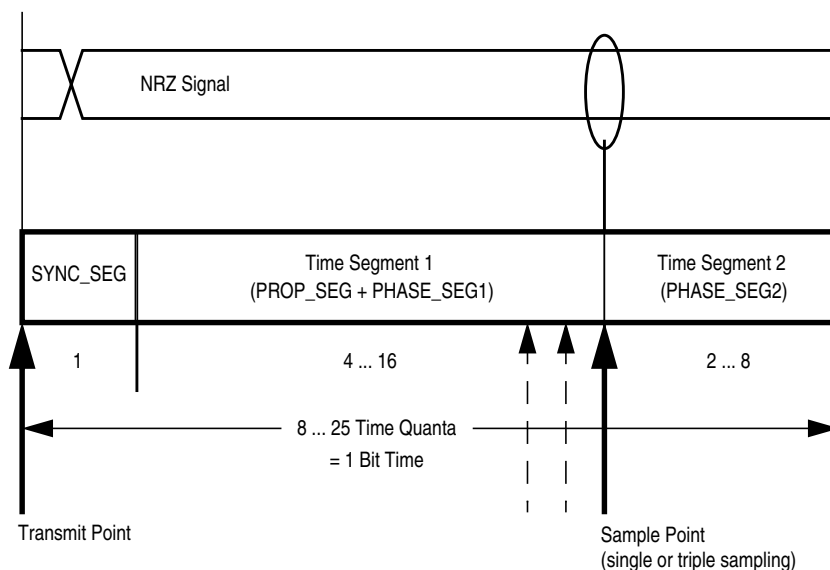 NRZ Signal
SYNC_SEG
Time Segment 1
(PROP_SEG + PHASE_SEG1)
Time Segment 2
(PHASE_SEG2)
1
4 ... 16
2 ... 8
8 ... 25 Time Quanta
= 1 Bit Time
Transmit Point
Sample Point
(single or triple sampling)